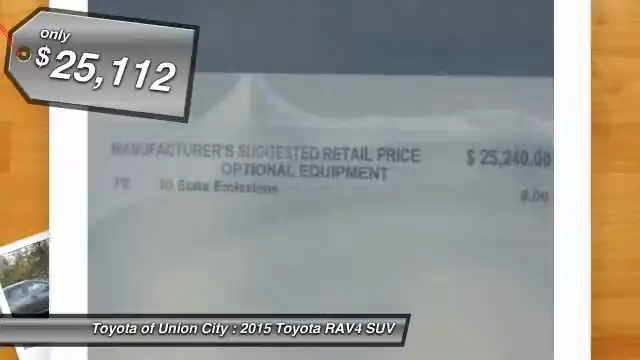 only
$25,112
MANUFACTURER'S SUGGESTED RETAIL PRICE $ 25,240.00
OPTIONAL EQUIPMENT
50 State Emissions 0.00
Toyota of Union City : 2015 Toyota RAV4 SUV